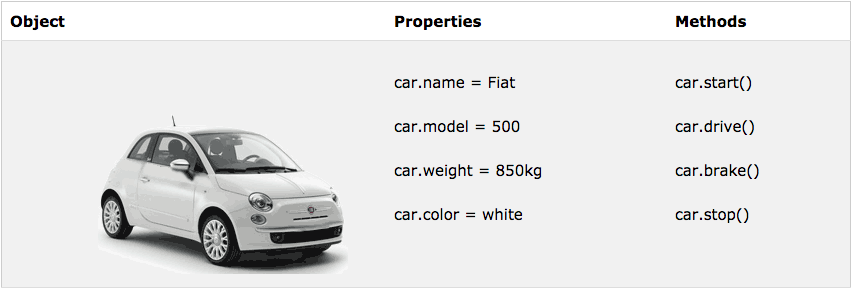 Object Properties Methods
car.name = Fiat car.start()
car.model = 500 car.drive()
car.weight = 850kg car.brake()
car.color = white car.stop()